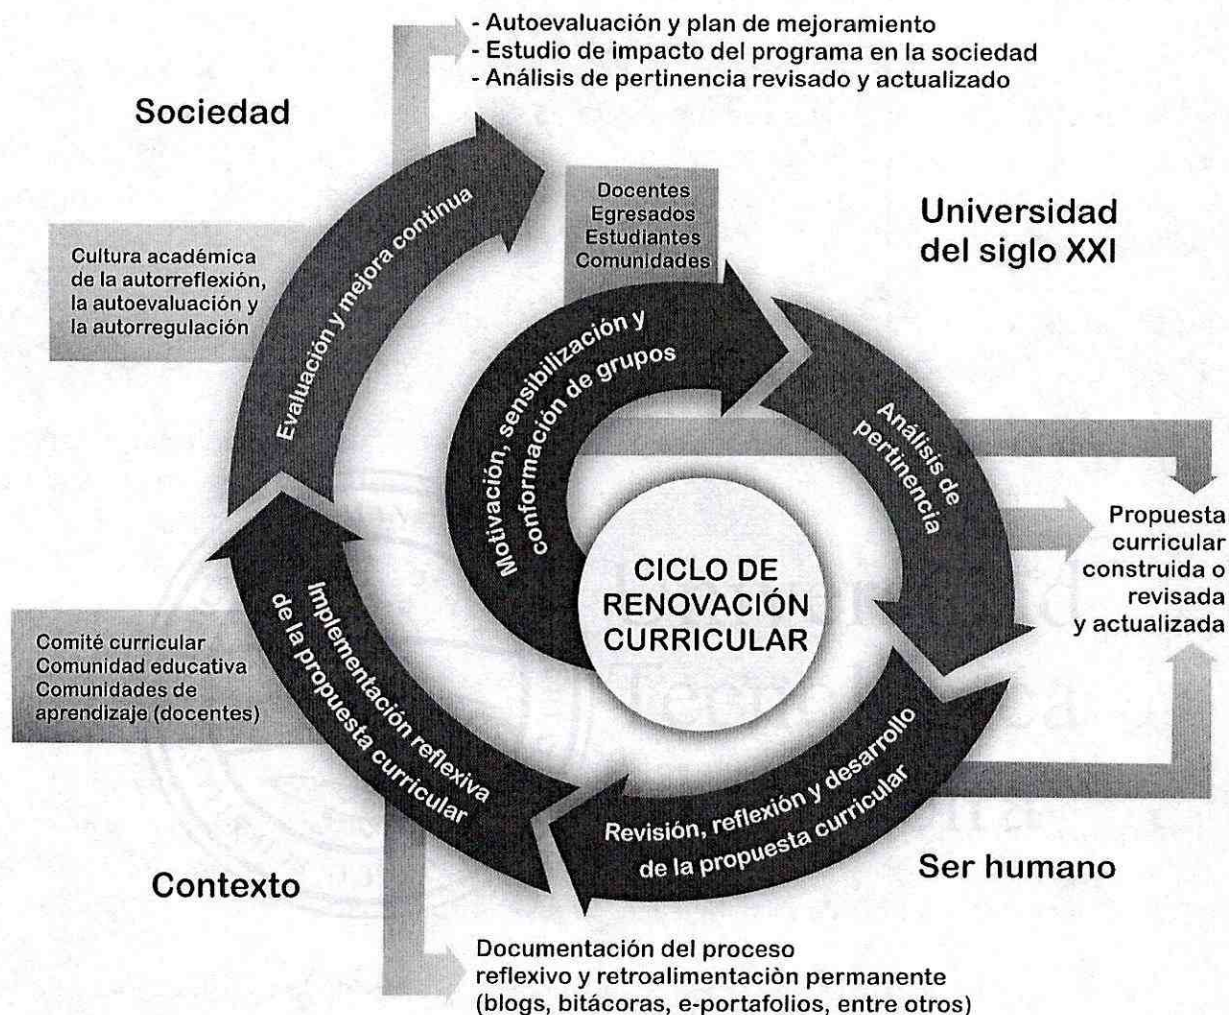 - Autoevaluación y plan de mejoramiento
- Estudio de impacto del programa en la sociedad
- Análisis de pertinencia revisado y actualizado
Sociedad
Universidad
del siglo XXI
Docentes
Egresados
Estudiantes
Comunidades
Cultura académica
de la autorreflexión,
la autoevaluación y
la autorregulación
Evaluación y mejora continua
Motivación, sensibilización y
conformación de grupos
Análisis de
pertinencia
Propuesta
curricular
construida o
revisada
y actualizada
CICLO DE
RENOVACIÓN
CURRICULAR
Comité curricular
Comunidad educativa
Comunidades de
aprendizaje (docentes)
Implementación reflexiva
de la propuesta curricular
Revisión, reflexión y desarrollo
de la propuesta curricular
Contexto
Ser humano
Documentación del proceso
reflexivo y retroalimentaciòn permanente
(blogs, bitácoras, e-portafolios, entre otros)